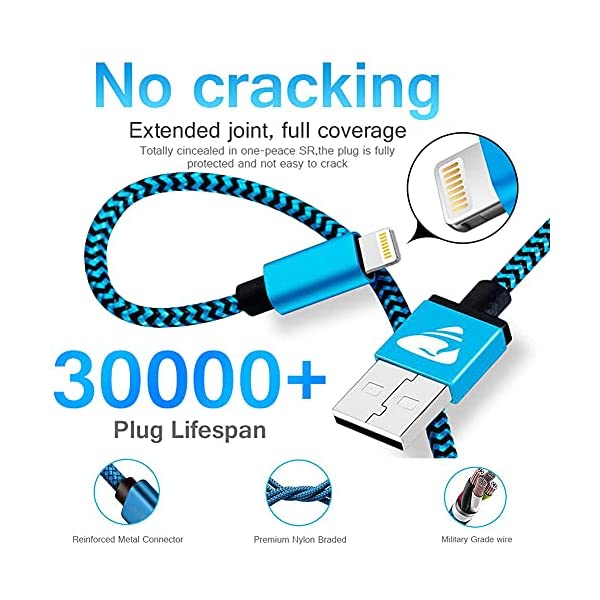 No cracking
Extended joint, full coverage
Totally cincealed in one-peace SR,the plug is fully
protected and not easy to crack
30000+
Plug Lifespan
Reinforced Metal Connector
Premium Nylon Braded
Military Grade wire